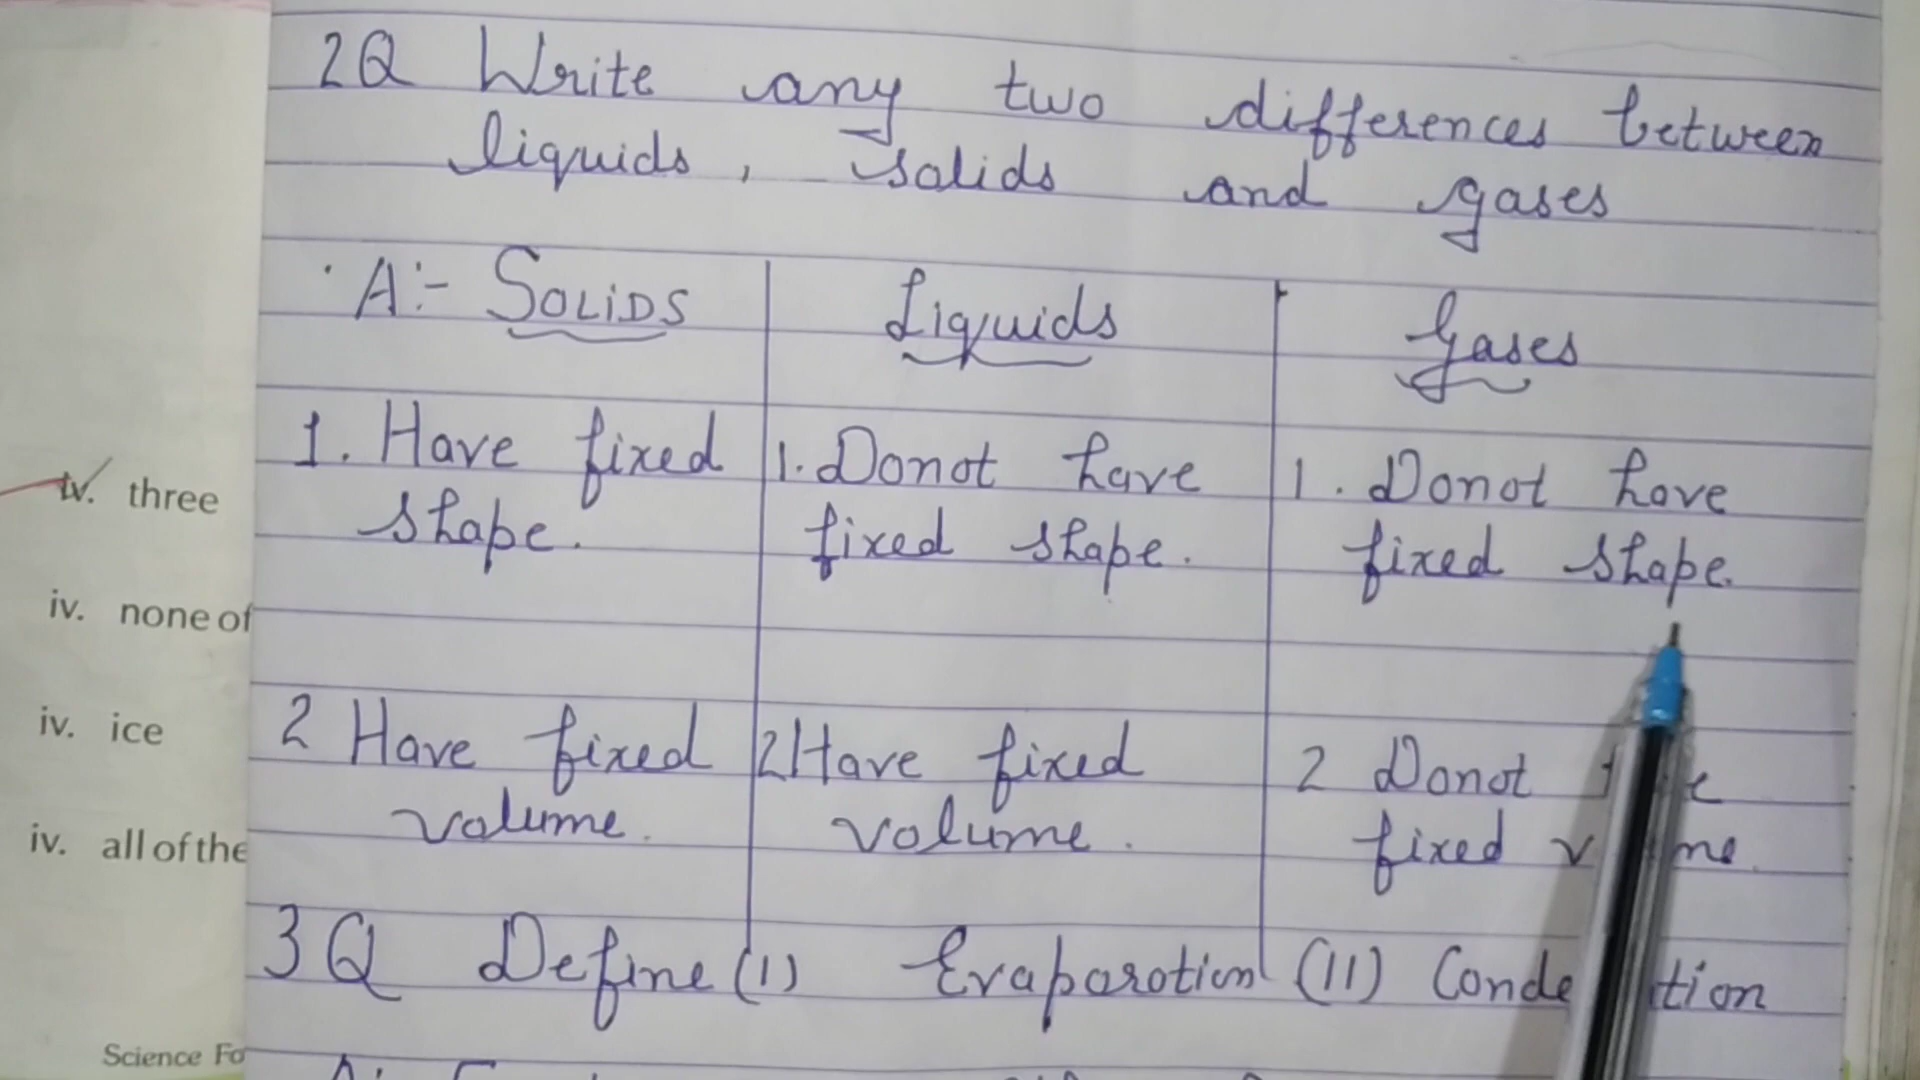 2Q Write any two differences between
liquids, solids and gases
A:- SOLiDS Liquids Gases
1. Have fixed 1. Donot have 1. Donot have
shape. fixed shape. fixed shape.
2 Have fixed 2 Have fixed 2 Donot
volume. volume. fixed
3Q Define (I) Evaporation (II)
iv. three
iv. none of
iv. ice
iv. all of the
Science Fo